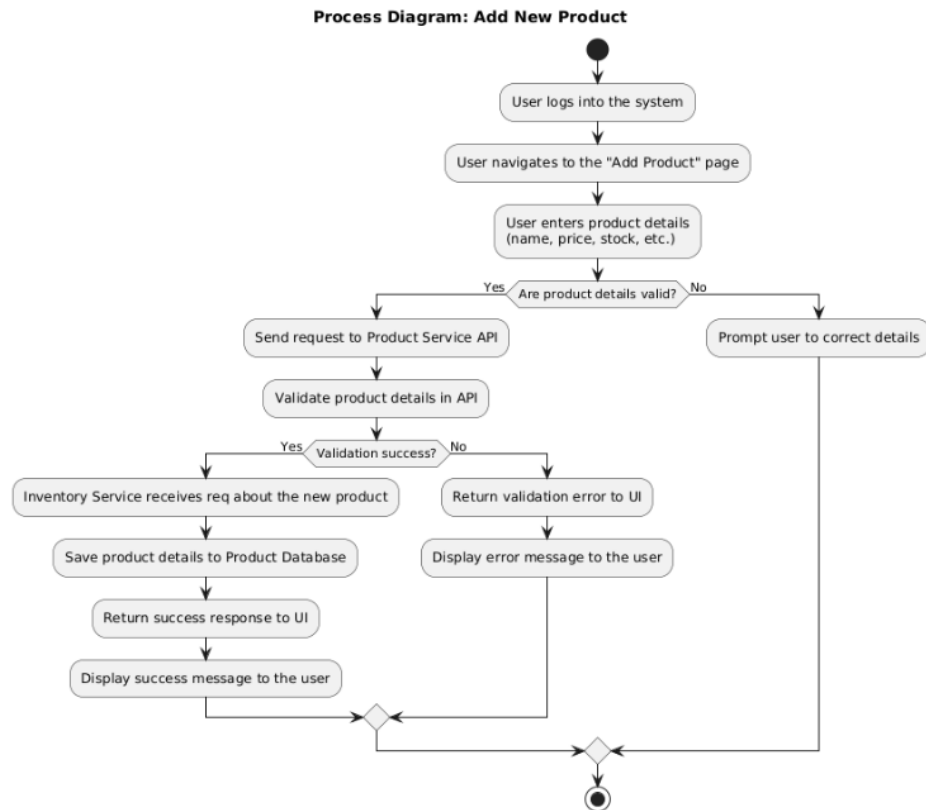 Process Diagram: Add New Product
User logs into the system
User navigates to the "Add Product" page
User enters product details
(name, price, stock, etc.)
Yes
Are product details valid?
No
Send request to Product Service API
Prompt user to correct details
Validate product details in API
Yes
Validation success?
No
Inventory Service receives req about the new product
Return validation error to UI
Save product details to Product Database
Display error message to the user
Return success response to UI
Display success message to the user